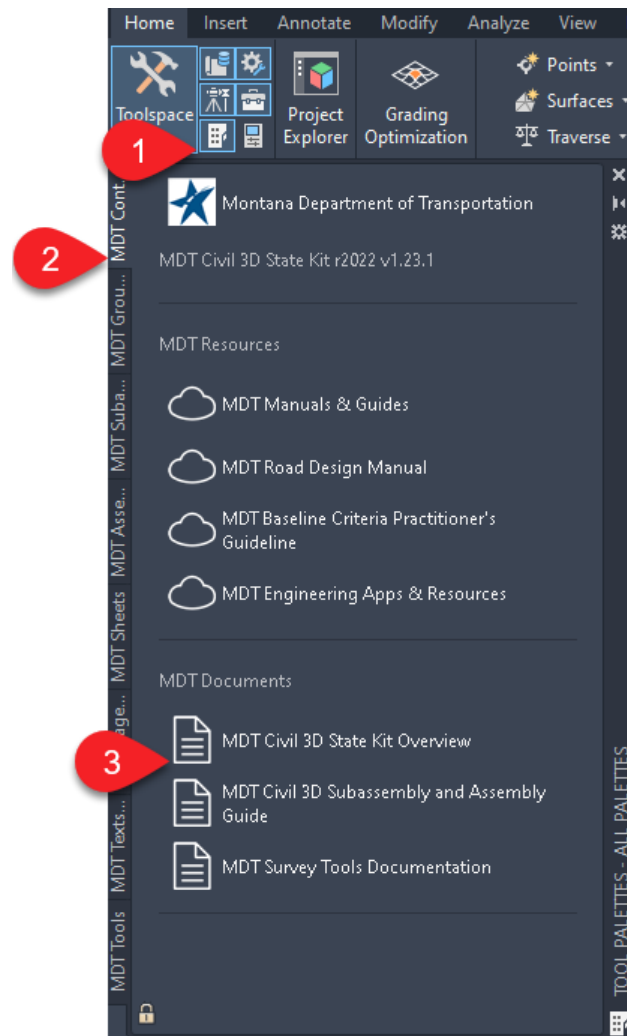 Home Insert Annotate Modify Analyze View
Toolspace
Project
Explorer
Grading
Optimization
Points
Surfaces
Traverse
1
2
3
MDT Cont...
MDT Grou...
MDT Suba...
MDT Asse...
MDT Sheets
age...
MDT Texts...
MDT Tools
Montana Department of Transportation
MDT Civil 3D State Kit r2022 v1.23.1
MDT Resources
MDT Manuals & Guides
MDT Road Design Manual
MDT Baseline Criteria Practitioner's
Guideline
MDT Engineering Apps & Resources
MDT Documents
MDT Civil 3D State Kit Overview
MDT Civil 3D Subassembly and Assembly
Guide
MDT Survey Tools Documentation
TOOL PALETTES - ALL PALETTES